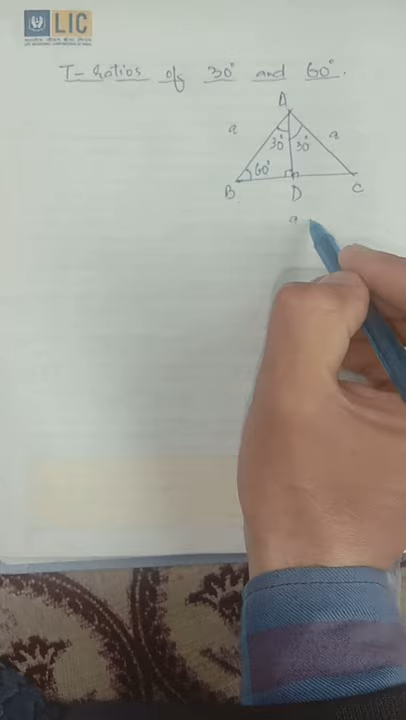 LIC
T-ratios of 30° and 60°.
A
a
a
30° 30°
60°
B D C
a